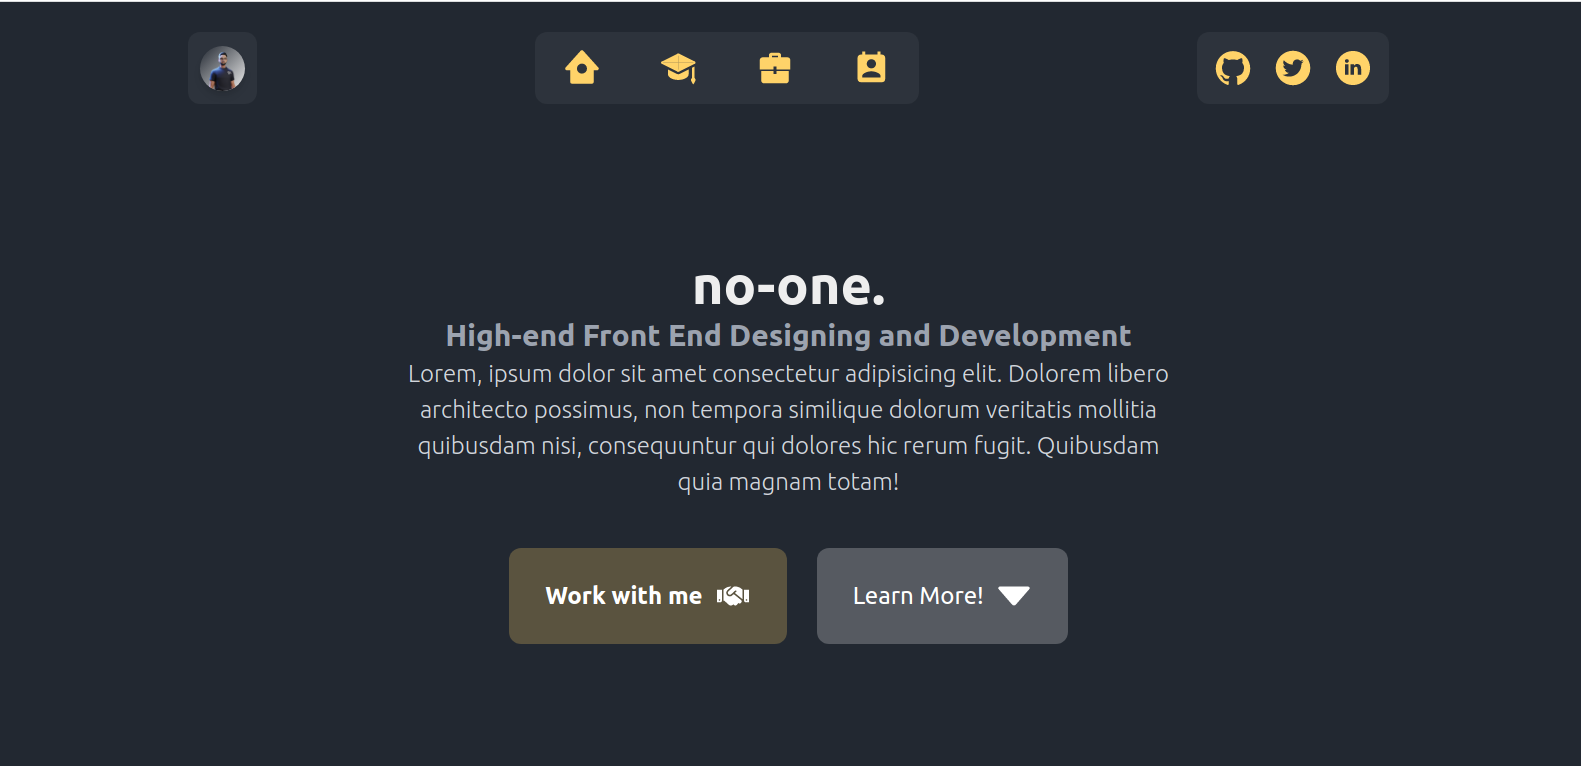 in
no-one.
High-end Front End Designing and Development
Lorem, ipsum dolor sit amet consectetur adipisicing elit. Dolorem libero
architecto possimus, non tempora similique dolorum veritatis mollitia
quibusdam nisi, consequuntur qui dolores hic rerum fugit. Quibusdam
quia magnam totam!
Work with me
Learn More!